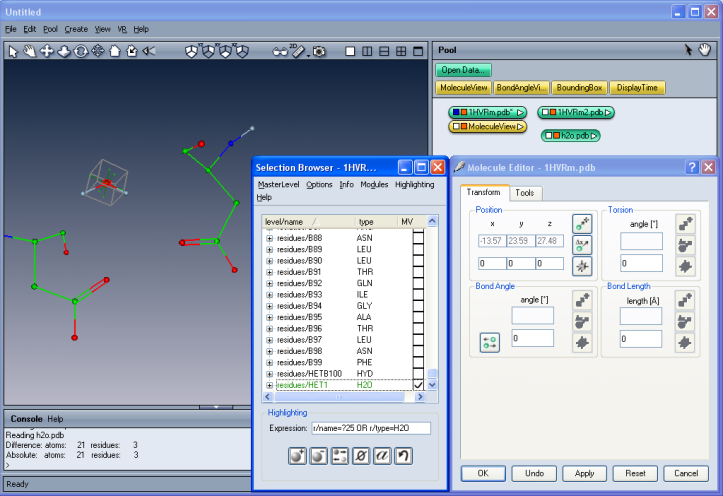 Untitled
File Edit Pool Create View VR Help
Pool
Open Data...
MoleculeView BondAngleVi... BoundingBox DisplayTime
1HVRm.pdb* 1HVRm2.pdb
MoleculeView
h2o.pdb
Selection Browser - 1HVR...
MasterLevel Options Info Modules Highlighting
Help
level/name type MV
residues/B88 ASN
residues/B89 LEU
residues/B90 LEU
residues/B91 THR
residues/B92 GLN
residues/B93 ILE
residues/B94 GLY
residues/B95 ALA
residues/B96 THR
residues/B97 LEU
residues/B98 ASN
residues/B99 PHE
residues/HETB100 HYD
residues/HET1 H2O
Highlighting
Expression: r/name=?25 OR r/type=H2O
Molecule Editor - 1HVRm.pdb
Transform Tools
Position
x y z
-13.57 23.59 27.48
0 0 0
Torsion
angle [°]
0
Bond Angle
angle [°]
0
Bond Length
length [Å]
0
OK Undo Apply Reset Cancel
Console Help
Reading h2o.pdb
Difference: atoms: 21 residues: 3
Absolute: atoms: 21 residues: 3
>
Ready